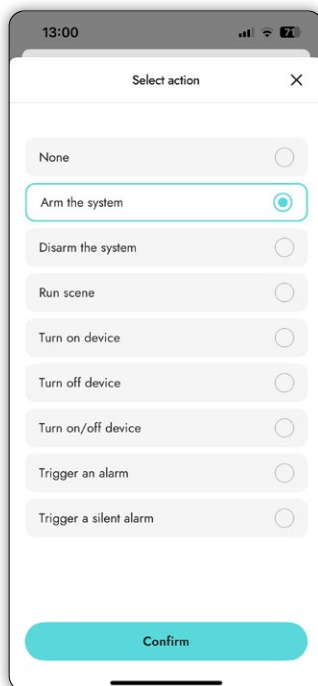 13:00
71
Select action
None
Arm the system
Disarm the system
Run scene
Turn on device
Turn off device
Turn on/off device
Trigger an alarm
Trigger a silent alarm
Confirm